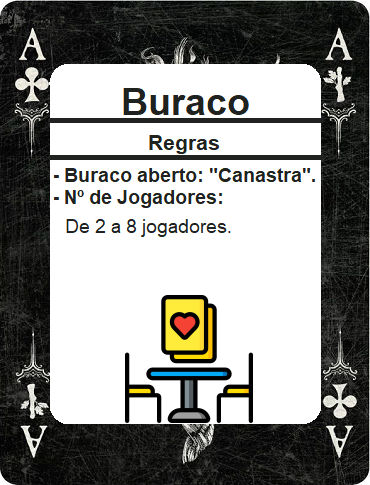 A A
Buraco
Regras
- Buraco aberto: "Canastra".
- Nº de Jogadores:
De 2 a 8 jogadores.
A A